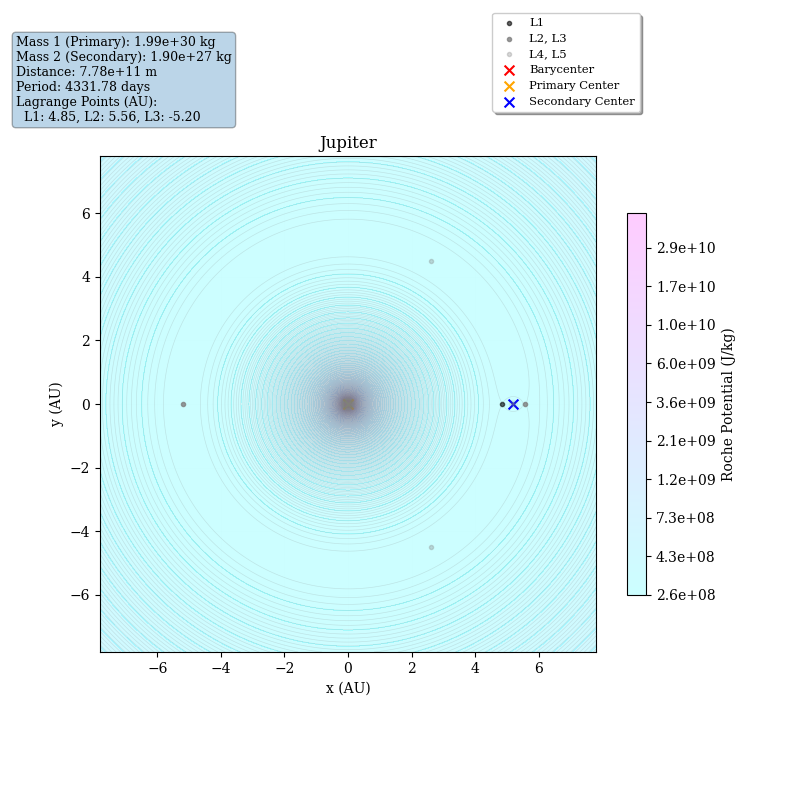 Mass 1 (Primary): 1.99e+30 kg
Mass 2 (Secondary): 1.90e+27 kg
Distance: 7.78e+11 m
Period: 4331.78 days
Lagrange Points (AU):
L1: 4.85, L2: 5.56, L3: -5.20
L1
L2, L3
L4, L5
Barycenter
Primary Center
Secondary Center
Jupiter
6
4
2
0
−2
−4
−6
y (AU)
−6
−4
−2
0
2
4
6
x (AU)
2.9e+10
1.7e+10
1.0e+10
6.0e+09
3.6e+09
2.1e+09
1.2e+09
7.3e+08
4.3e+08
2.6e+08
Roche Potential (J/kg)